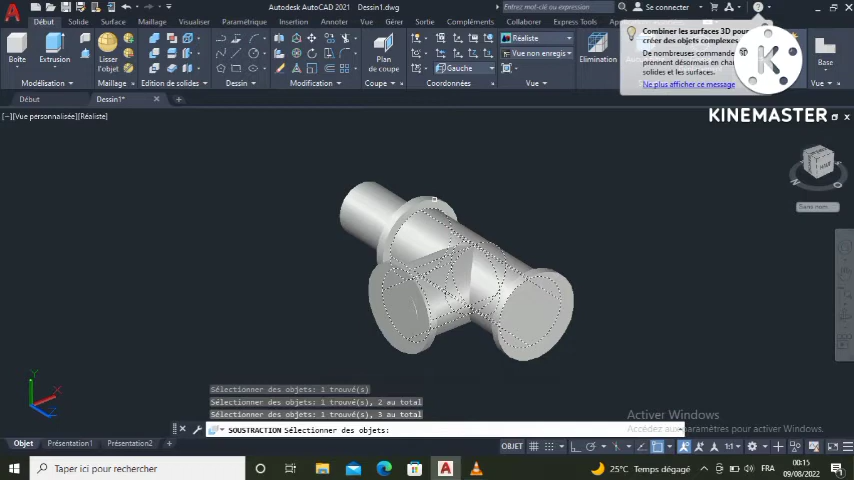 Autodesk AutoCAD 2021 Dessin1.dwg
Entrez mot-clé ou expression
Se connecter
Début Solide Surface Maillage Visualiser Paramétrique Insertion Annoter Vue Gérer Sortie Compléments Collaborer Express Tools
Combiner les surfaces 3D pour
créer des objets complexes
De nombreuses commandes
prennent désormais en
solides et les surfaces.
Ne plus afficher ce message
K
Boîte Extrusion
Lisser
l'objet
Plan
de coupe
Réaliste
Vue non enregis
Gauche
Elimination
Base
Modélisation Maillage Edition de solides Dessin Modification Coupe Coordonnées Vue
KINEMASTER
Début Dessin1*
[−][Vue personnalisée][Réaliste]
HAUT
N
Sans nom
Y
X
Z
Sélectionner des objets: 1 trouvé(s)
Sélectionner des objets: 1 trouvé(s), 2 au total
Sélectionner des objets: 1 trouvé(s), 3 au total
SOUSTRACTION Sélectionner des objets:
Activer Windows
Accédez aux paramètres pour activer Windows.
Objet Présentation1 Présentation2
OBJET
1:1
Taper ici pour rechercher
25°C Temps dégagé
FRA
00:15
09/08/2022